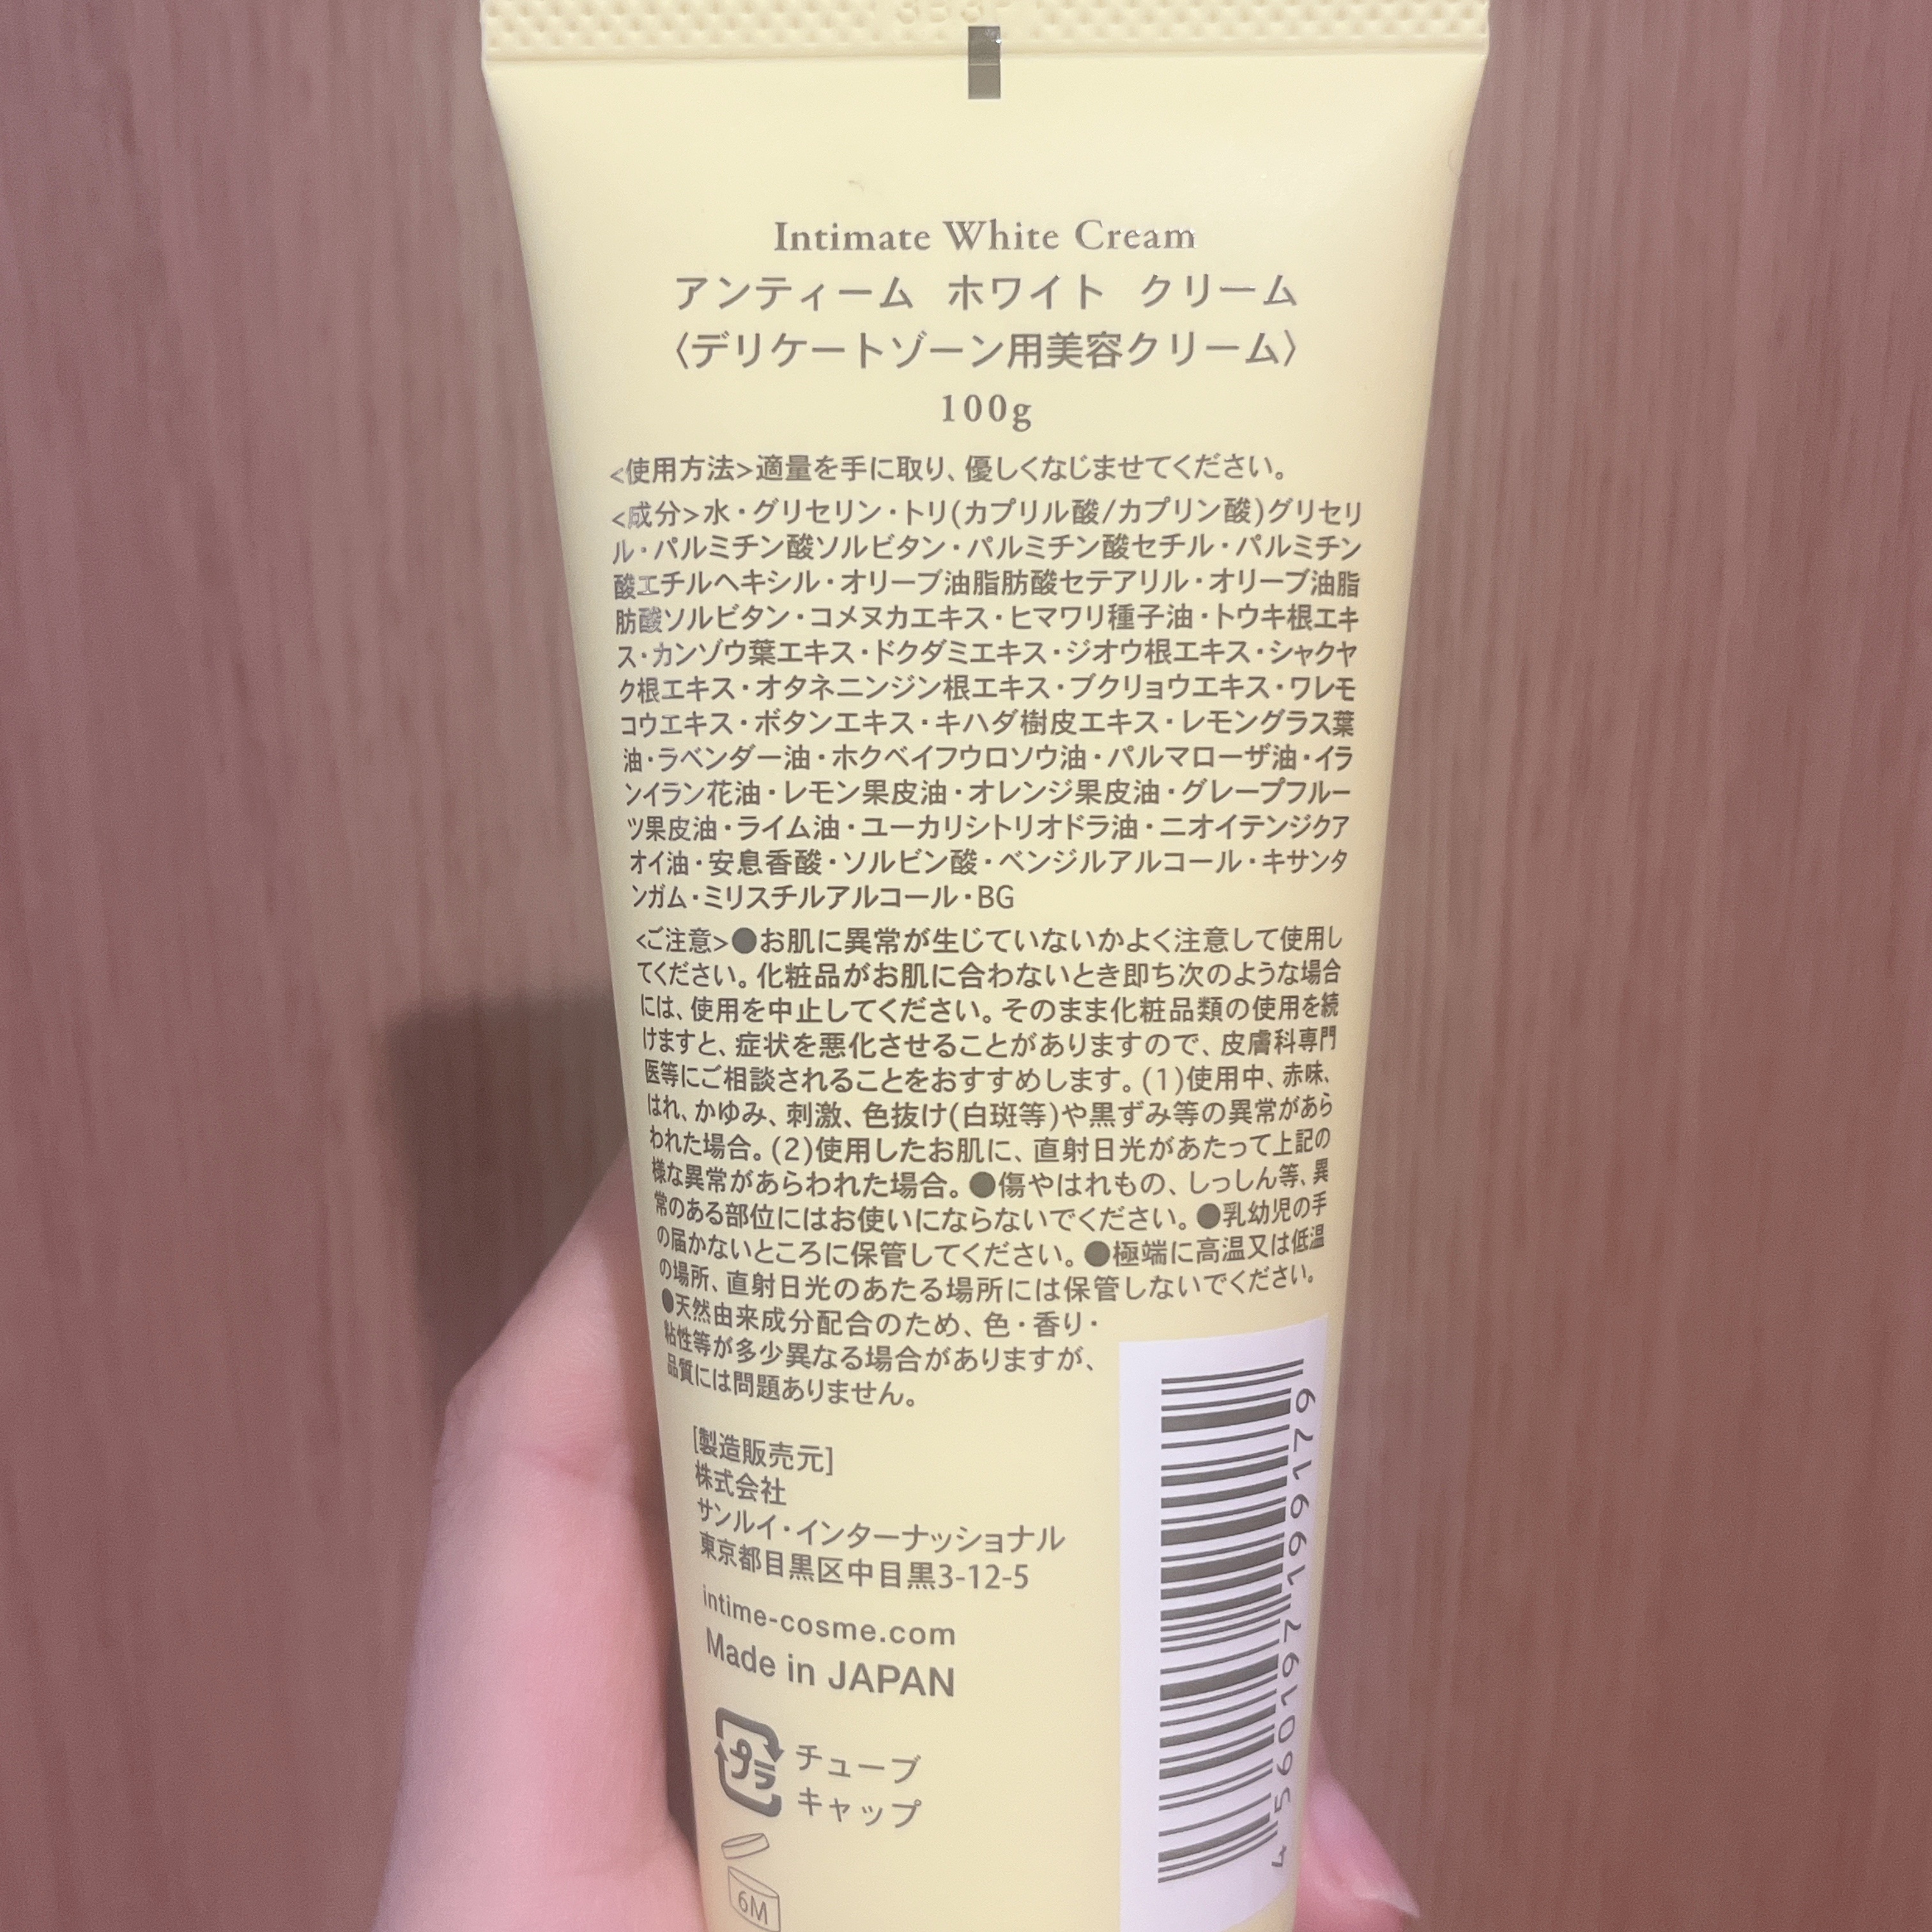 Intimate White Cream
アンティーム ホワイト クリーム
〈デリケートゾーン用美容クリーム〉
100g
<使用方法>適量を手に取り、優しくなじませてください。
<成分>水・グリセリン・トリ(カプリル酸/カプリン酸)グリセリ
ル・パルミチン酸ソルビタン・パルミチン酸セチル・パルミチン
酸エチルヘキシル・オリーブ油脂肪酸セテアリル・オリーブ油脂
肪酸ソルビタン・コメヌカエキス・ヒマワリ種子油・トウキ根エキ
ス・カンゾウ葉エキス・ドクダミエキス・ジオウ根エキス・シャクヤ
ク根エキス・オタネニンジン根エキス・ブクリョウエキス・ワレモ
コウエキス・ボタンエキス・キハダ樹皮エキス・レモングラス葉
油・ラベンダー油・ホクベイフウロソウ油・パルマローザ油・イラ
ンイラン花油・レモン果皮油・オレンジ果皮油・グレープフルー
ツ果皮油・ライム油・ユーカリシトリオドラ油・ニオイテンジクア
オイ油・安息香酸・ソルビン酸・ベンジルアルコール・キサンタ
ンガム・ミリスチルアルコール・BG
<ご注意>●お肌に異常が生じていないかよく注意して使用し
てください。化粧品がお肌に合わないとき即ち次のような場合
には、使用を中止してください。そのまま化粧品類の使用を続
けますと、症状を悪化させることがありますので、皮膚科専門
医等にご相談されることをおすすめします。(1)使用中、赤味、
はれ、かゆみ、刺激、色抜け(白斑等)や黒ずみ等の異常があら
われた場合。(2)使用したお肌に、直射日光があたって上記の
様な異常があらわれた場合。●傷やはれもの、しっしん等、異
常のある部位にはお使いにならないでください。●乳幼児の手
の届かないところに保管してください。●極端に高温又は低温
の場所、直射日光のあたる場所には保管しないでください。
●天然由来成分配合のため、色・香り・
粘性等が多少異なる場合がありますが、
品質には問題ありません。
[製造販売元]
株式会社
サンルイ・インターナッショナル
東京都目黒区中目黒3-12-5
intime-cosme.com
Made in JAPAN
プラ
チューブ
キャップ
6M
4 560197 199179